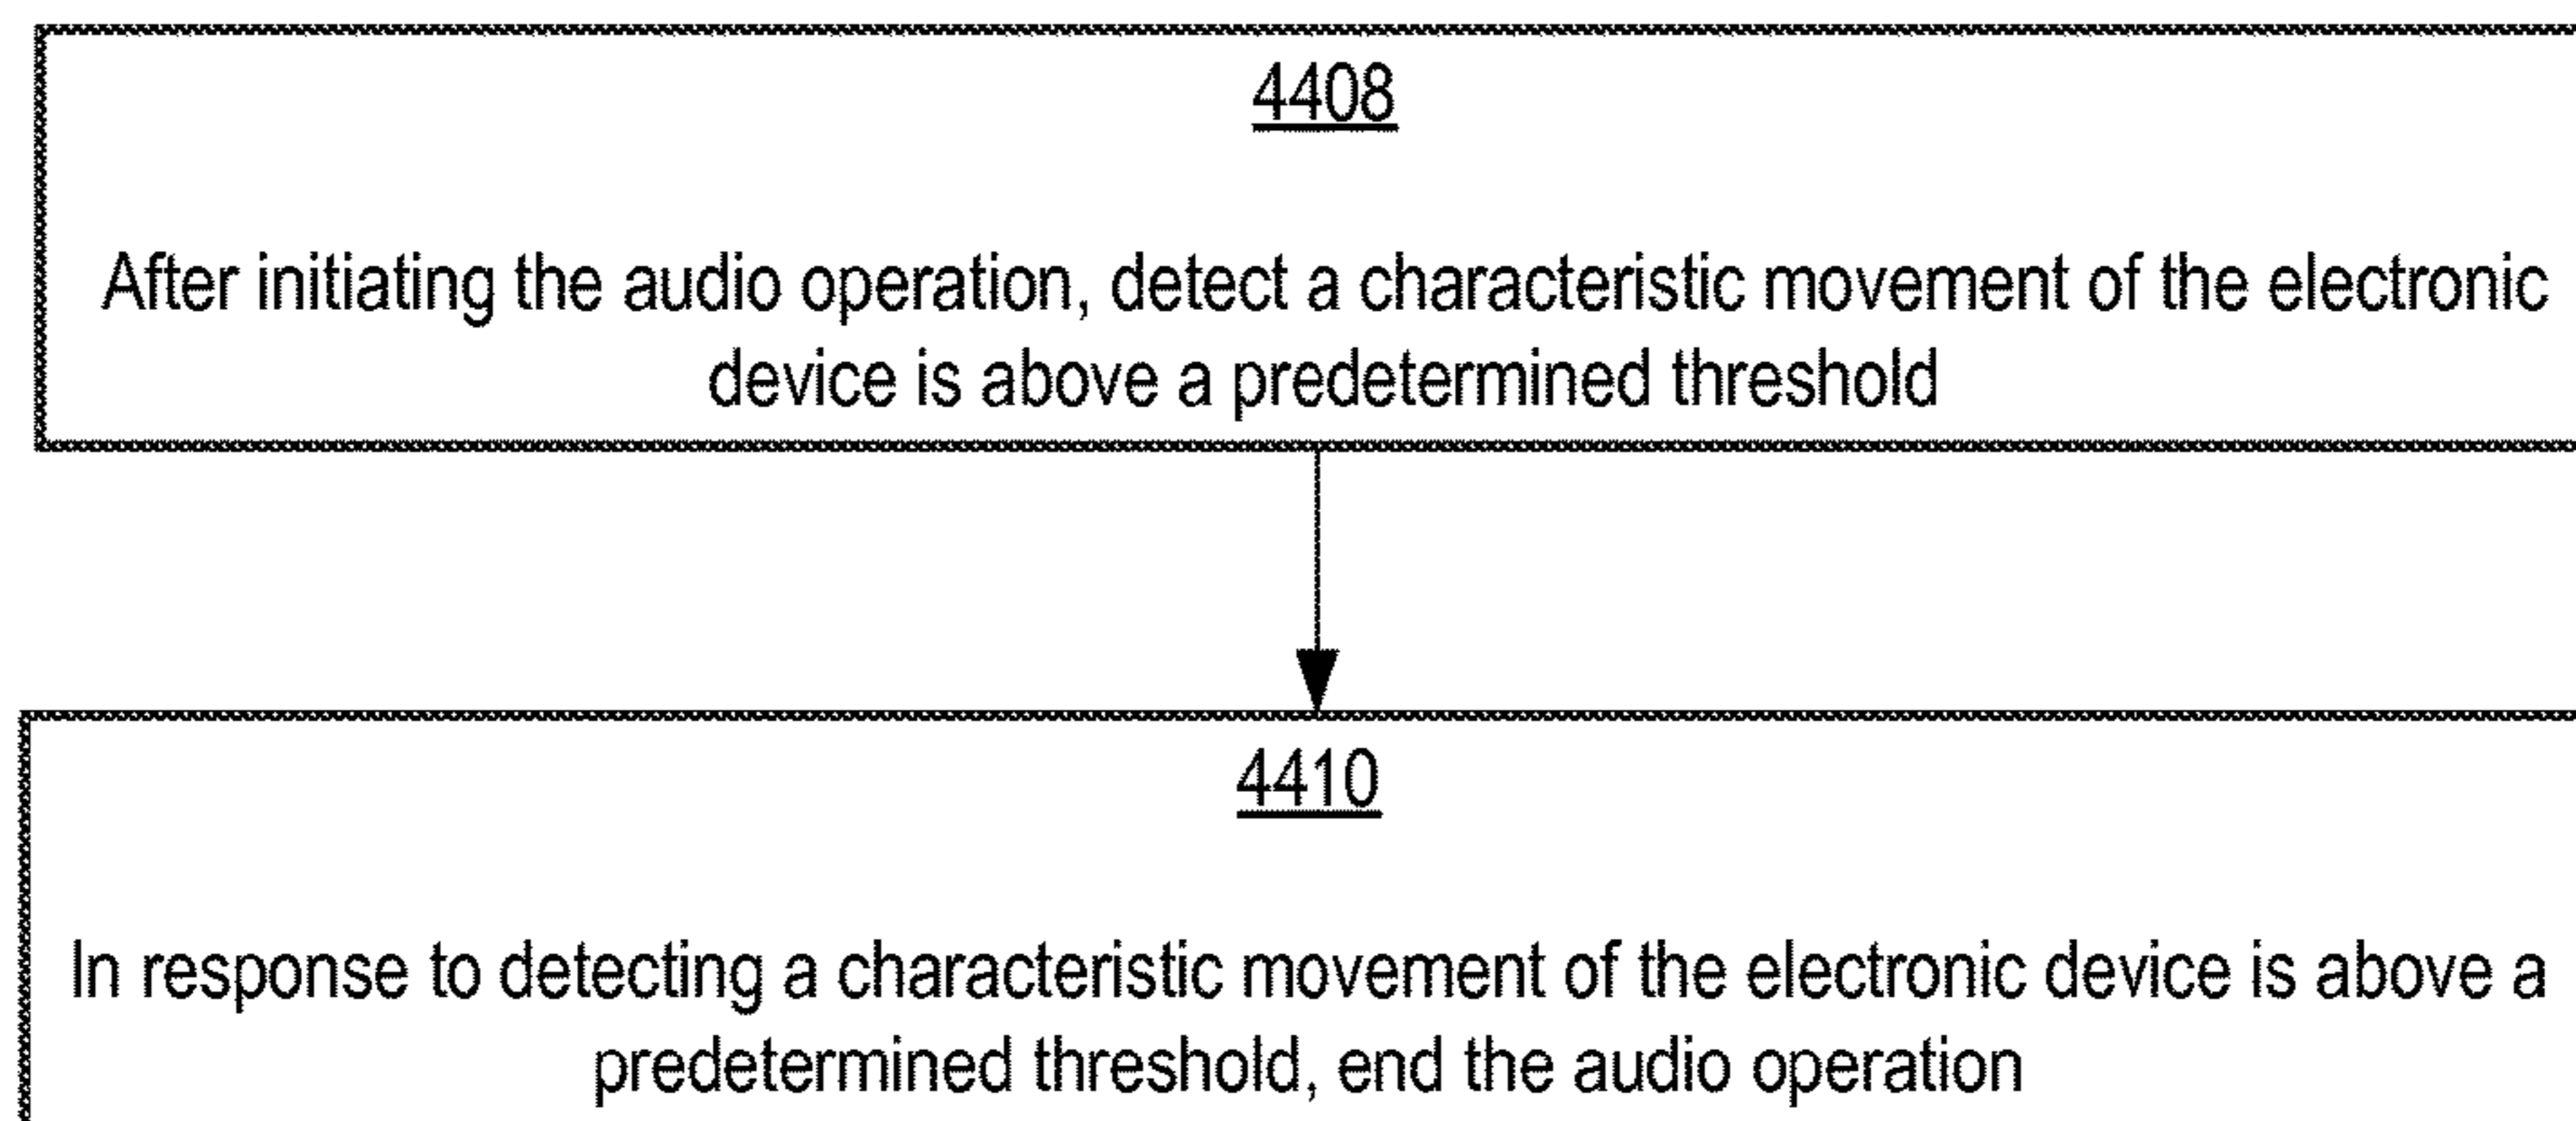 4408
After initiating the audio operation, detect a characteristic movement of the electronic
device is above a predetermined threshold
4410
In response to detecting a characteristic movement of the electronic device is above a
predetermined threshold, end the audio operation